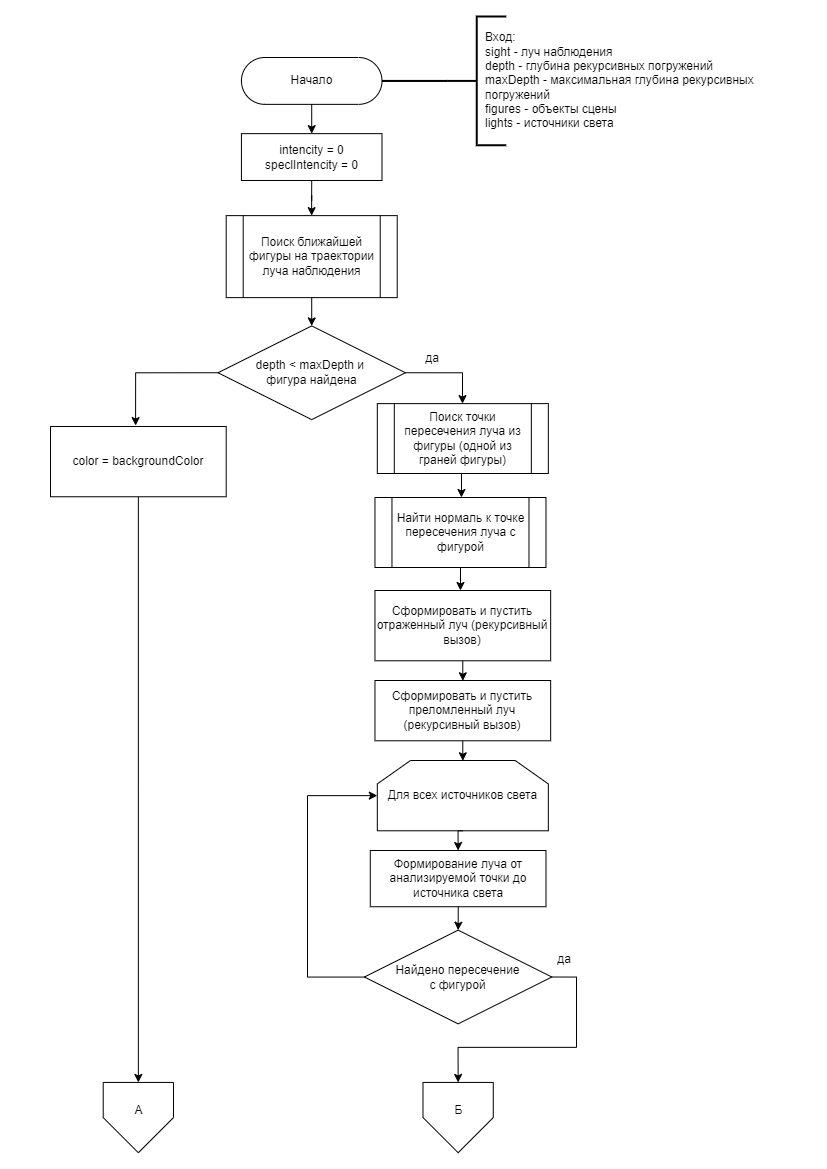 Вход:
sight - луч наблюдения
depth - глубина рекурсивных погружений
maxDepth - максимальная глубина рекурсивных
погружений
figures - объекты сцены
lights - источники света
Начало
intencity = 0
speclIntencity = 0
Поиск ближайшей
фигуры на траектории
луча наблюдения
depth < maxDepth и
фигура найдена
да
color = backgroundColor
Поиск точки
пересечения луча из
фигуры (одной из
граней фигуры)
Найти нормаль к точке
пересечения луча с
фигурой
Сформировать и пустить
отраженный луч (рекурсивный
вызов)
Сформировать и пустить
преломленный луч
(рекурсивный вызов)
Для всех источников света
Формирование луча от
анализируемой точки до
источника света
Найдено пересечение
с фигурой
да
А
Б